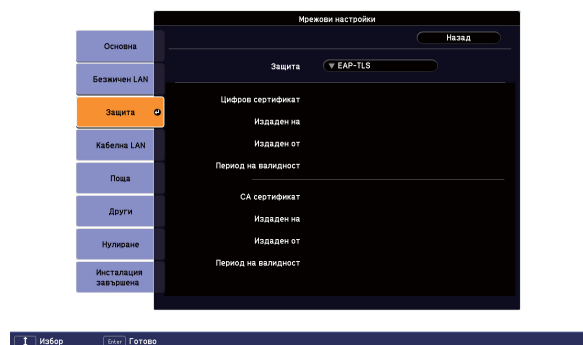 Мрежови настройки
Назад
Основна
Безжичен LAN
Защита
Кабелна LAN
Поща
Други
Нулиране
Инсталация
завършена
Защита EAP-TLS
Цифров сертификат
Издаден на
Издаден от
Период на валидност
CA сертификат
Издаден на
Издаден от
Период на валидност
Избор Enter Готово